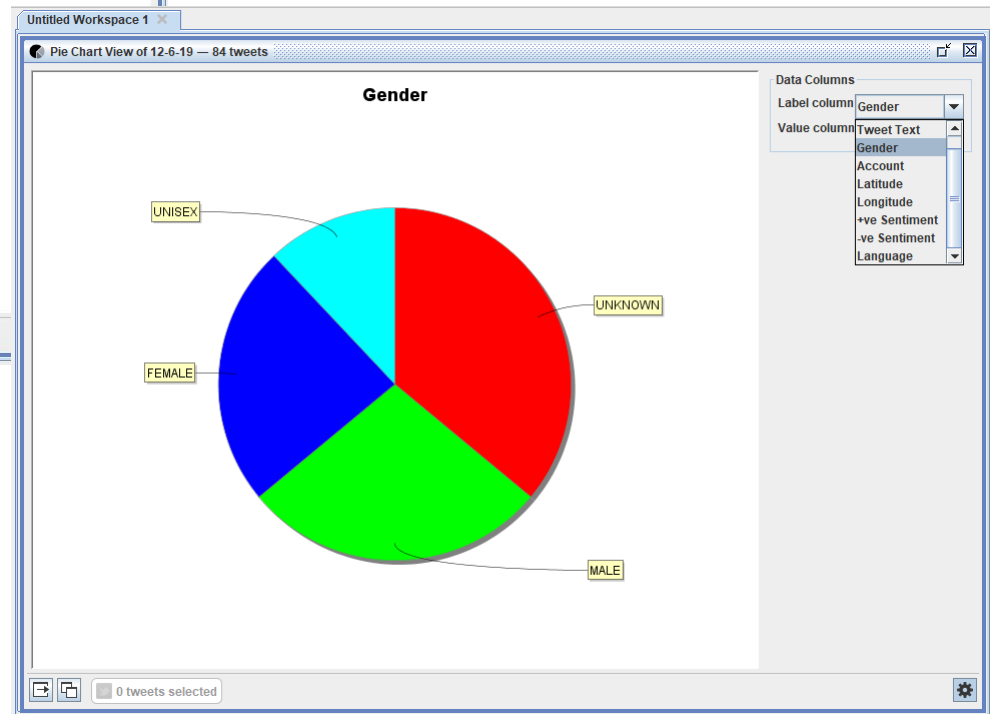 Untitled Workspace 1
Pie Chart View of 12-6-19 — 84 tweets
Gender
UNISEX
UNKNOWN
FEMALE
MALE
Data Columns
Label column Gender
Value column
Tweet Text
Gender
Account
Latitude
Longitude
+ve Sentiment
-ve Sentiment
Language
0 tweets selected